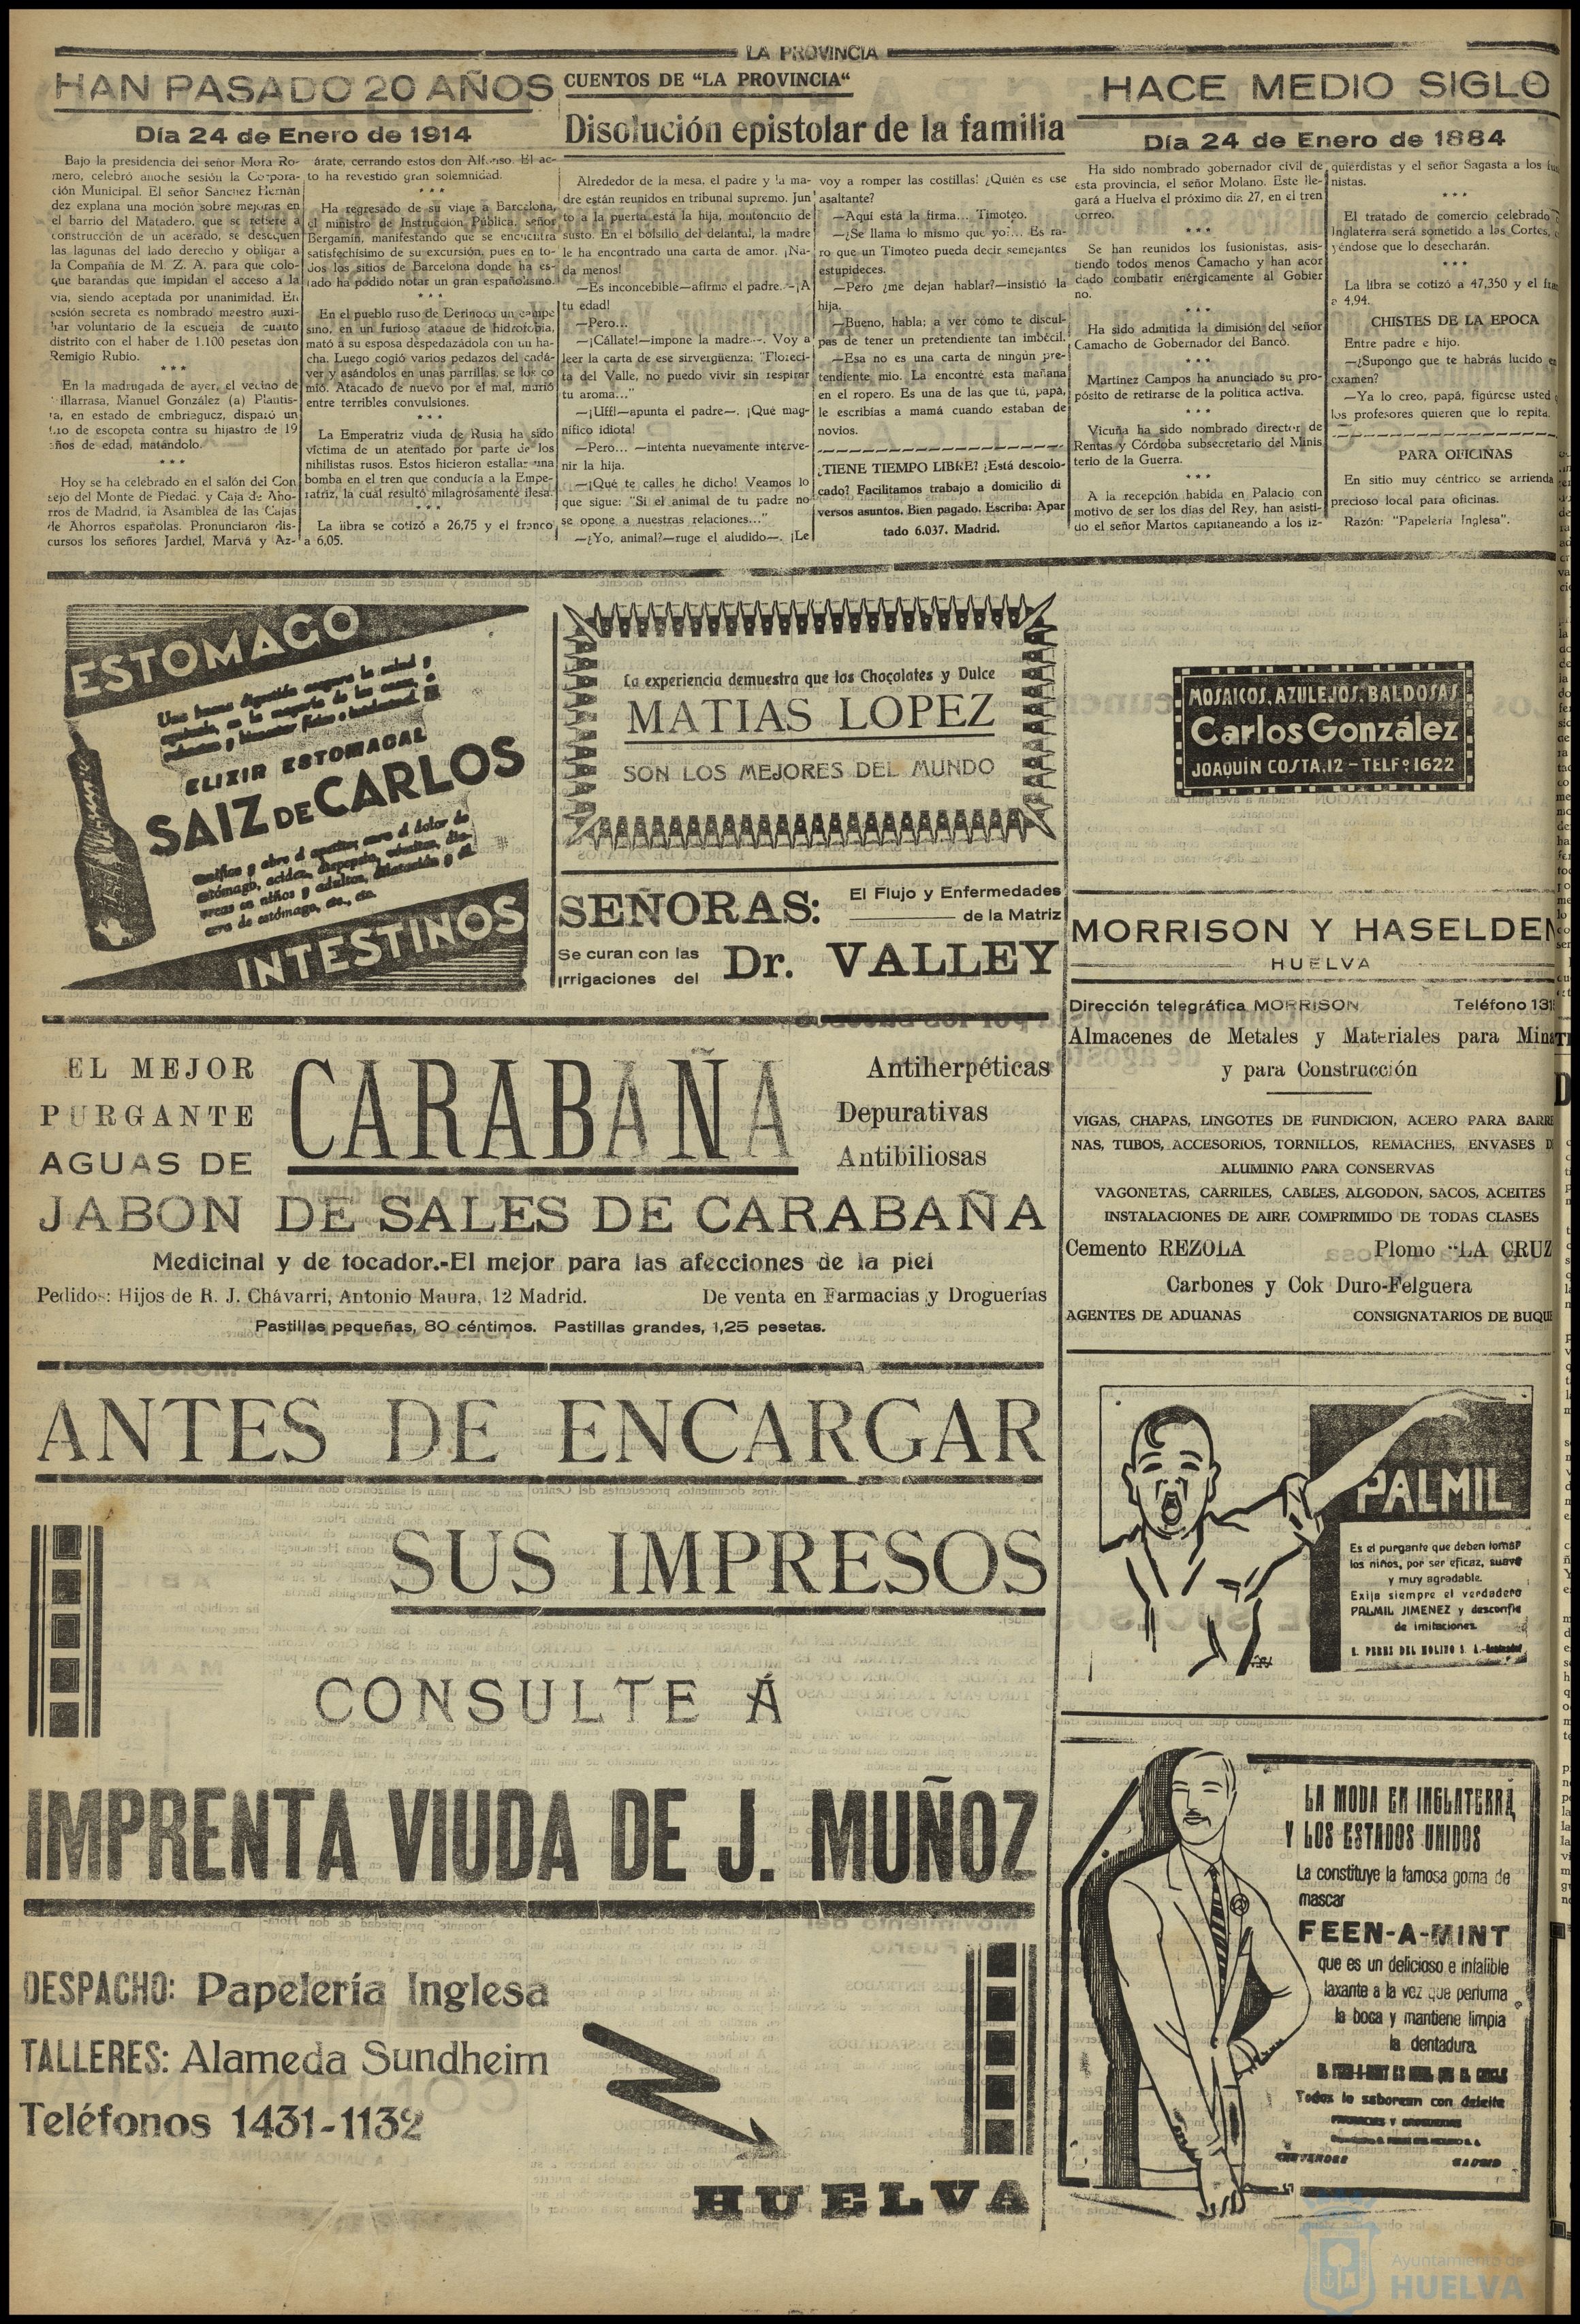 LA PROVINCIA
HAN PASADO 20 AÑOS
Día 24 de Enero de 1914
Bajo la presidencia del señor Mora Ro-
mero, celebró anoche sesión la Corpora-
ción Municipal. El señor Sánchez Hernán
dez explana una moción sobre mejoras en
el barrio del Matadero, que se refiere a
construcción de un acerado, se desequen
las lagunas del lado derecho y obligar a
la Compañía de M. Z. A. para que colo-
que barandas que impidan el acceso a la
vía, siendo aceptada por unanimidad. En
sesión secreta es nombrado maestro auxi-
liar voluntario de la escuela de cuarto
distrito con el haber de 1.100 pesetas don
Remigio Rubio.
* * *
En la madrugada de ayer, el vecino de
Villarrasa, Manuel González (a) Plantis-
ta, en estado de embriaguez, disparó un
tiro de escopeta contra su hijastro de 19
años de edad, matándolo.
* * *
Hoy se ha celebrado en el salón del Con
sejo del Monte de Piedad y Caja de Aho-
rros de Madrid, la Asamblea de las Cajas
de Ahorros españolas. Pronunciaron dis-
cursos los señores Jardiel, Marvá y Az-
árate, cerrando estos don Alfonso. El ac-
to ha revestido gran solemnidad.
* * *
Ha regresado de su viaje a Barcelona,
el ministro de Instrucción Pública, señor
Bergamín, manifestando que se encuentra
satisfechísimo de su excursión, pues en to-
dos los sitios de Barcelona donde ha es-
tado ha podido notar un gran españolismo.
* * *
En el pueblo ruso de Derinoco un campe
sino, en un furioso ataque de hidrofobia,
mató a su esposa despedazándola con un ha-
cha. Luego cogió varios pedazos del cadá-
ver y asándolos en unas parrillas, se los co
mió. Atacado de nuevo por el mal, murió
entre terribles convulsiones.
* * *
La Emperatriz viuda de Rusia ha sido
víctima de un atentado por parte de los
nihilistas rusos. Estos hicieron estallar una
bomba en el tren que conducía a la Empe-
ratriz, la cual resultó milagrosamente ilesa.
* * *
La libra se cotizó a 26,75 y el franco
a 6,05.
CUENTOS DE "LA PROVINCIA"
Disolución epistolar de la familia
Alrededor de la mesa, el padre y la ma-
dre están reunidos en tribunal supremo. Jun
to a la puerta está la hija, montoncito de
susto. En el bolsillo del delantal, la madre
le ha encontrado una carta de amor. ¡Na-
da menos!
—Es inconcebible—afirma el padre.—¡A
tu edad!
—Pero...
—¡Cállate!—impone la madre—. Voy a
leer la carta de ese sirvergüenza: "Floreci-
ta del Valle, no puedo vivir sin respirar
tu aroma..."
—¡Uff!—apunta el padre—. ¡Qué mag-
nífico idiota!
—Pero... —intenta nuevamente interve-
nir la hija.
—¡Qué te calles he dicho! Veamos lo
que sigue: "Si el animal de tu padre no
se opone a nuestras relaciones..."
—¿Yo, animal?—ruge el aludido—. ¡Le
voy a romper las costillas! ¿Quién es ese
asaltante?
—Aquí está la firma... Timoteo.
—¿Se llama lo mismo que yo?... Es ra-
ro que un Timoteo pueda decir semejantes
estupideces.
—Pero ¿me dejan hablar?—insistió la
hija.
—Bueno, habla; a ver cómo te discul-
pas de tener un pretendiente tan imbécil.
—Esa no es una carta de ningún pre-
tendiente mío. La encontré esta mañana
en el ropero. Es una de las que tú, papá,
le escribías a mamá cuando estaban de
novios.
¿TIENE TIEMPO LIBRE? ¡Está descolo-
cado? Facilitamos trabajo a domicilio di
versos asuntos. Bien pagado. Escriba: Apar
tado 6.037. Madrid.
HACE MEDIO SIGLO
Día 24 de Enero de 1884
Ha sido nombrado gobernador civil de
esta provincia, el señor Molano. Este lle-
gará a Huelva el próximo día 27, en el tren
correo.
* * *
Se han reunidos los fusionistas, asis-
tiendo todos menos Camacho y han acor
dado combatir enérgicamente al Gobier
no.
* * *
Ha sido admitida la dimisión del señor
Camacho de Gobernador del Banco.
* * *
Martínez Campos ha anunciado su pro-
pósito de retirarse de la política activa.
* * *
Vicuña ha sido nombrado director de
Rentas y Córdoba subsecretario del Minis
terio de la Guerra.
* * *
A la recepción habida en Palacio con
motivo de ser los días del Rey, han asisti-
do el señor Martos capitaneando a los iz-
quierdistas y el señor Sagasta a los
nistas.
* * *
El tratado de comercio celebrado
Inglaterra será sometido a las Cortes,
yéndose que lo desecharán.
* * *
La libra se cotizó a 47,350 y el
a 4,94.
CHISTES DE LA EPOCA
Entre padre e hijo.
—¿Supongo que te habrás lucido
examen?
—Ya lo creo, papá, figúrese usted
los profesores quieren que lo repita.
PARA OFICINAS
En sitio muy céntrico se arrienda
precioso local para oficinas.
Razón: "Papelería Inglesa".
ESTOMAGO
Una buena digestión asegura la salud y
ELIXIR ESTOMACAL
SAIZ DE CARLOS
INTESTINOS
La experiencia demuestra que los Chocolates y Dulce
MATIAS LOPEZ
SON LOS MEJORES DEL MUNDO
MOSAICOS, AZULEJOS, BALDOSAS
Carlos González
JOAQUÍN COSTA, 12 - TELFº 1622
SEÑORAS:
El Flujo y Enfermedades
de la Matriz
Se curan con las
Irrigaciones del
Dr. VALLEY
MORRISON Y HASELDEN
HUELVA
Dirección telegráfica MORRISON
Teléfono 131
Almacenes de Metales y Materiales para Minas
y para Construcción
VIGAS, CHAPAS, LINGOTES DE FUNDICION, ACERO PARA BARRE
NAS, TUBOS, ACCESORIOS, TORNILLOS, REMACHES, ENVASES D
ALUMINIO PARA CONSERVAS
VAGONETAS, CARRILES, CABLES, ALGODON, SACOS, ACEITES
INSTALACIONES DE AIRE COMPRIMIDO DE TODAS CLASES
Cemento REZOLA
Plomo "LA CRUZ
Carbones y Cok Duro-Felguera
AGENTES DE ADUANAS
CONSIGNATARIOS DE BUQUE
EL MEJOR
PURGANTE
AGUAS DE
CARABAÑA
Antiherpéticas
Depurativas
Antibiliosas
JABON DE SALES DE CARABAÑA
Medicinal y de tocador.-El mejor para las afecciones de la piel
Pedidos: Hijos de R. J. Chávarri, Antonio Maura, 12 Madrid.
De venta en Farmacias y Droguerías
Pastillas pequeñas, 80 céntimos. Pastillas grandes, 1,25 pesetas.
ANTES DE ENCARGAR
SUS IMPRESOS
CONSULTE Á
IMPRENTA VIUDA DE J. MUÑOZ
DESPACHO: Papelería Inglesa
TALLERES: Alameda Sundheim
Teléfonos 1431-1132
HUELVA
PALMIL
Es el purgante que deben tomar
los niños, por ser eficaz, suave
y muy agradable.
Exija siempre el verdadero
PALMIL JIMENEZ y desconfíe
de imitaciones.
LA MODA EN INGLATERRA
Y LOS ESTADOS UNIDOS
La constituye la famosa goma de
mascar
FEEN-A-MINT
que es un delicioso e infalible
laxante a la vez que perfuma
la boca y mantiene limpia
la dentadura.
Todos lo saborean con deleite
SANTANDER
MADRID
Ayuntamiento de
HUELVA